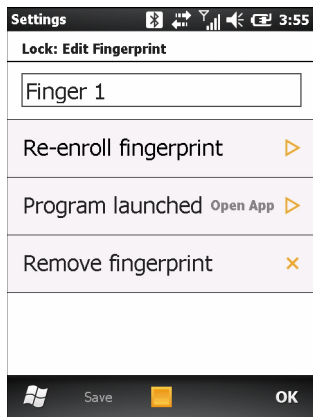 Settings 3:55
Lock: Edit Fingerprint
Finger 1
Re-enroll fingerprint
Program launched Open App
Remove fingerprint
Save OK